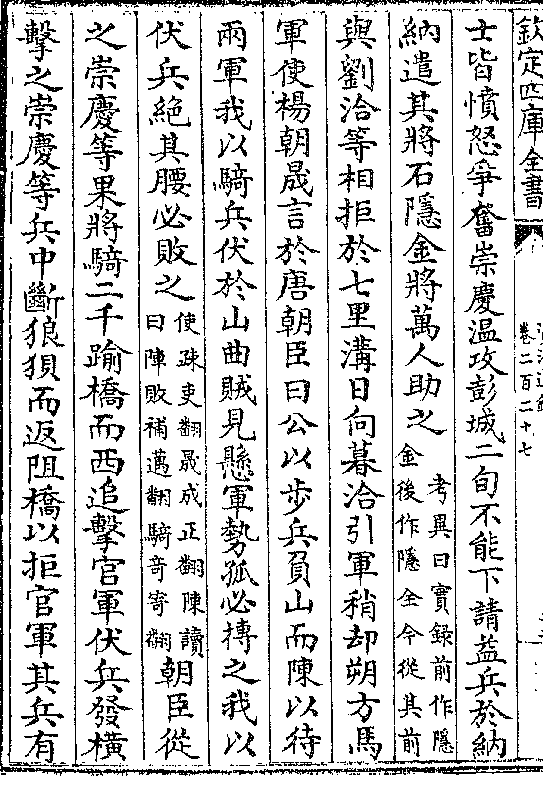 欽定四庫全書
卷二百二十七
士皆憤怒爭奮崇慶溫攻彭城二旬不能下請益兵於納
納遣其將石隱金將萬人助之考異曰實錄前作隱金後作隱全今從其前
與劉洽等相拒於七里溝日向暮洽引軍稍却朔方馬
軍使楊朝晟言於唐朝臣曰公以步兵負山而陳以待
兩軍我以騎兵伏於山曲賊見懸軍勢孤必搏之我以
伏兵絶其腰必敗之使疎吏翻晟成正翻陳讀曰陣敗補邁翻騎竒寄翻朝臣從
之崇慶等果將騎二千踰橋而西追擊官軍伏兵發橫
擊之崇慶等兵中斷狼狽而返阻橋以拒官軍其兵有